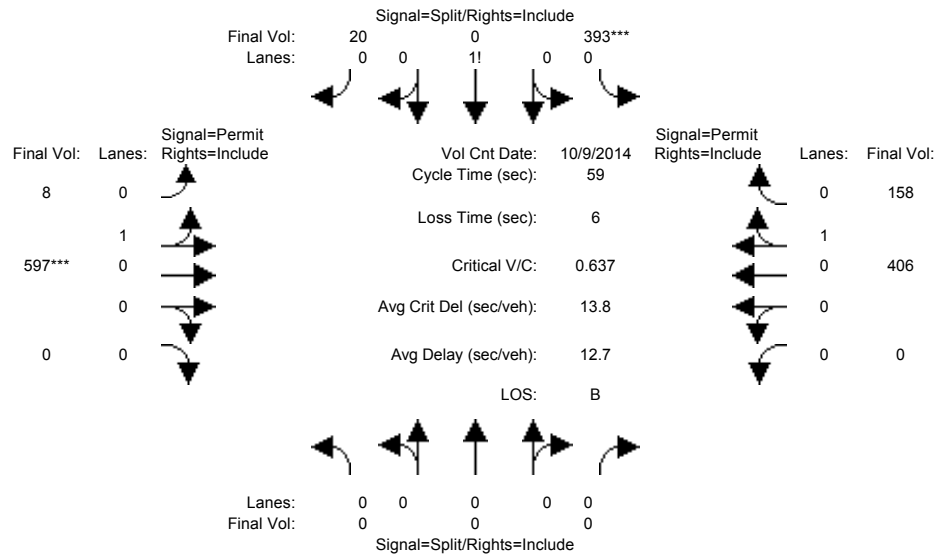 Signal=Split/Rights=Include
Final Vol: 20 0 393***
Lanes: 0 0 1! 0 0
Signal=Permit Signal=Permit
Final Vol: Lanes: Rights=Include Vol Cnt Date: 10/9/2014 Rights=Include Lanes: Final Vol:
Cycle Time (sec): 59
8 0 0 158
Loss Time (sec): 6
1 1
597*** 0 Critical V/C: 0.637 0 406
0 Avg Crit Del (sec/veh): 13.8 0
0 0 Avg Delay (sec/veh): 12.7 0 0
LOS: B
Lanes: 0 0 0 0 0
Final Vol: 0 0 0
Signal=Split/Rights=Include